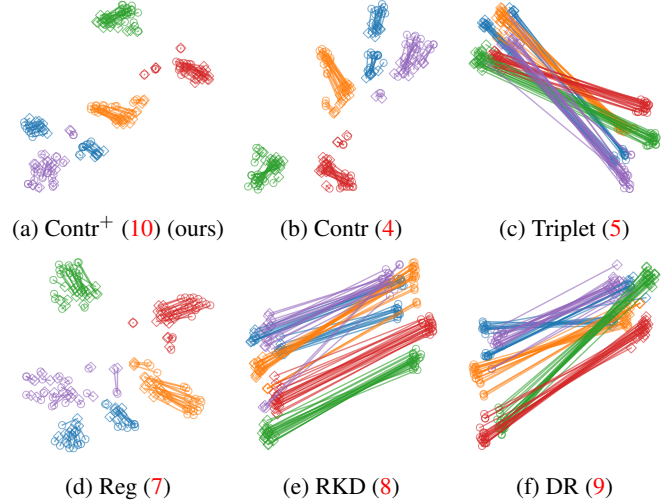 (a) Contr⁺ (10) (ours)
(b) Contr (4)
(c) Triplet (5)
(d) Reg (7)
(e) RKD (8)
(f) DR (9)